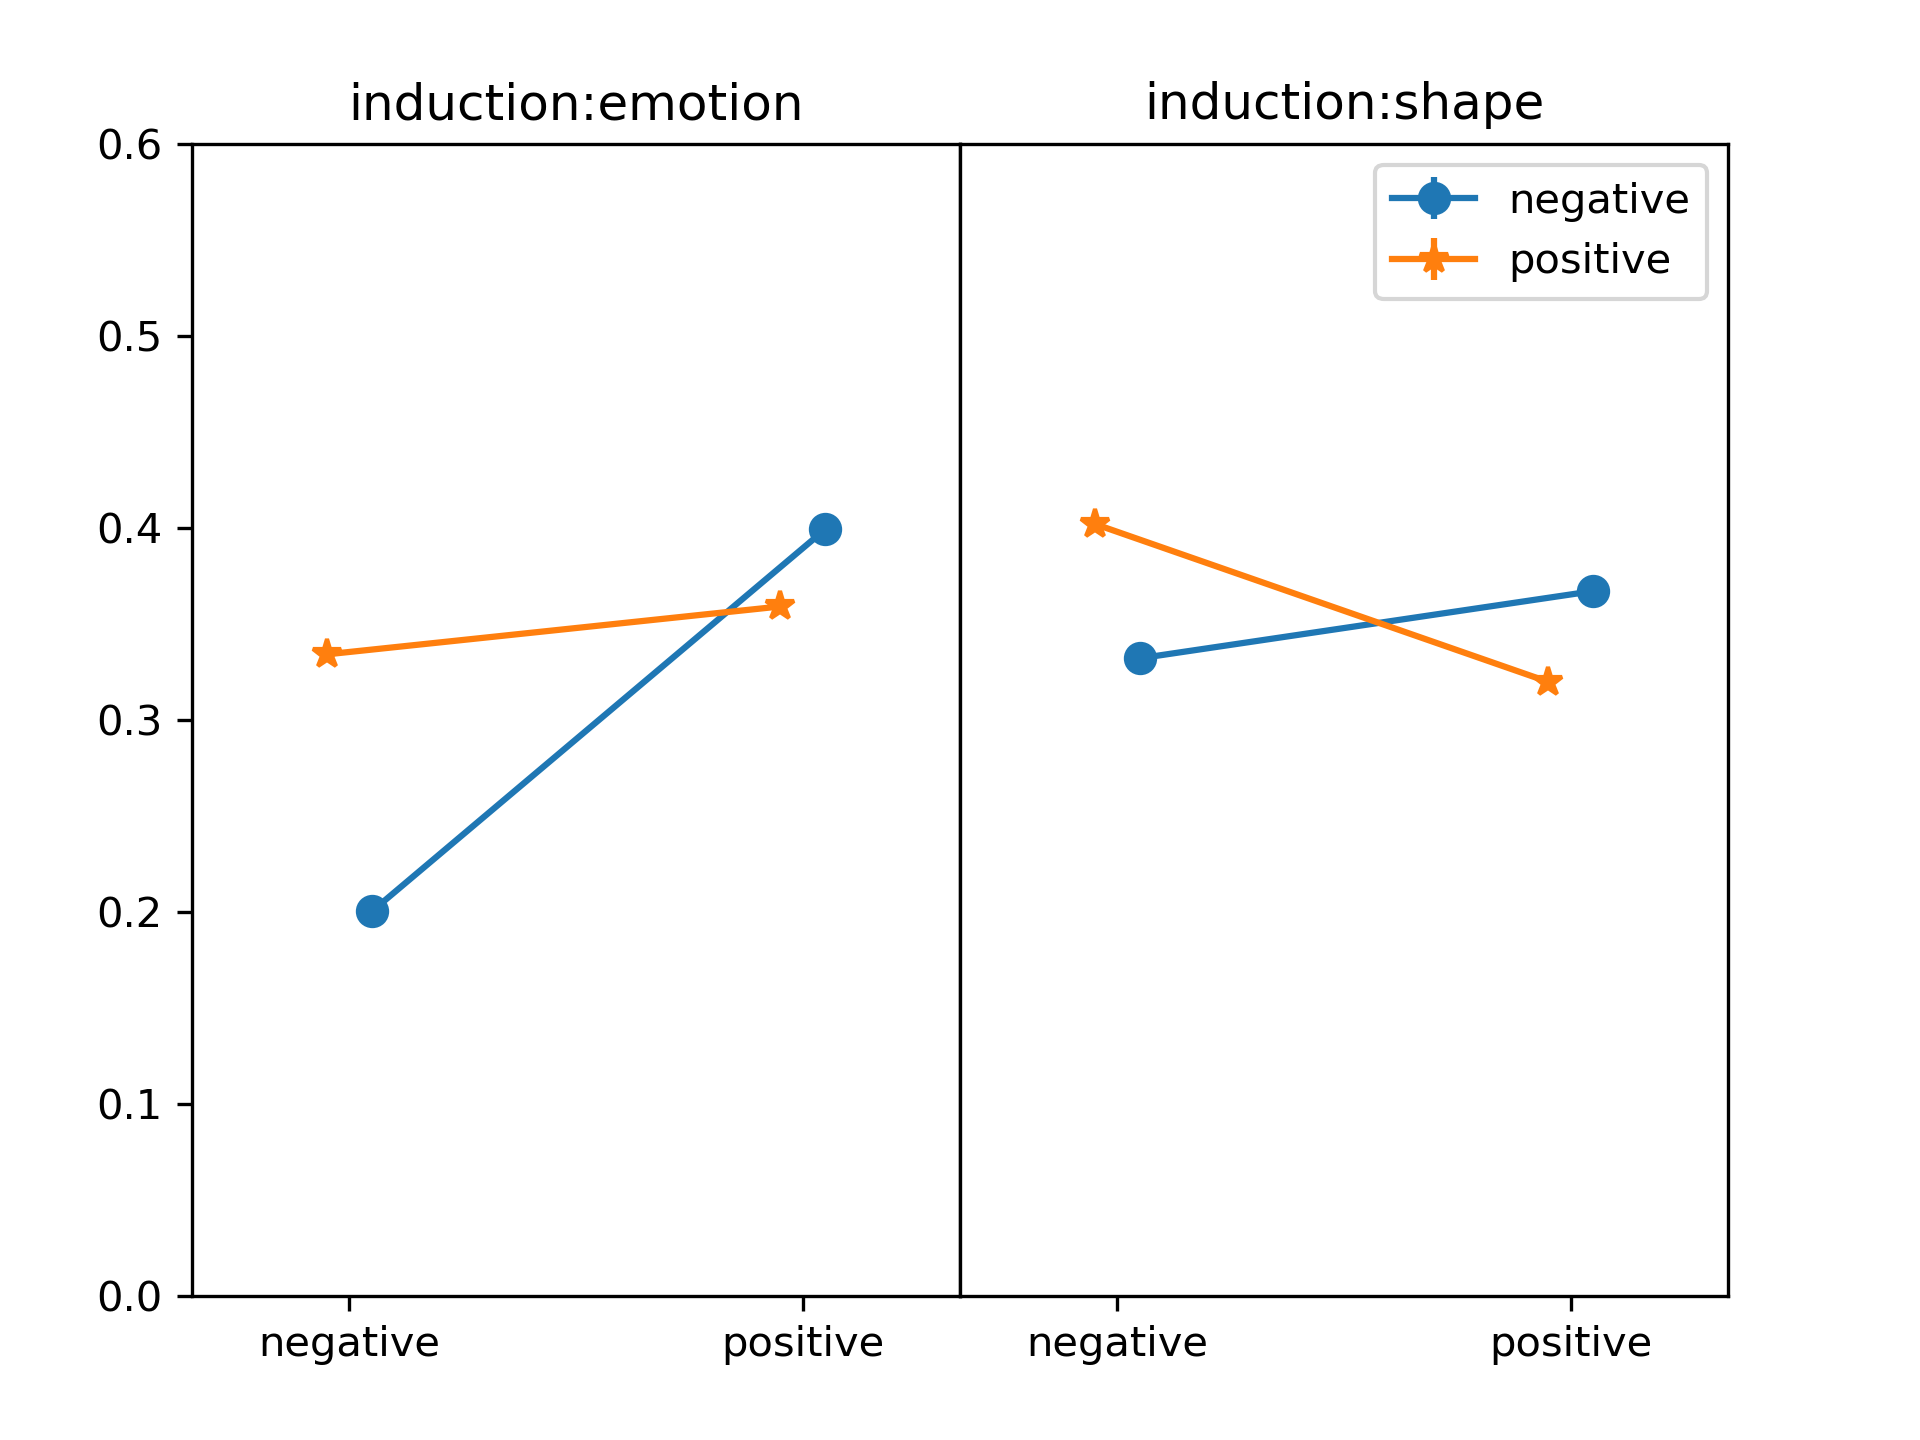 induction:emotion
induction:shape
0.6
0.5
0.4
0.3
0.2
0.1
0.0
negative
positive
negative
positive
negative
positive